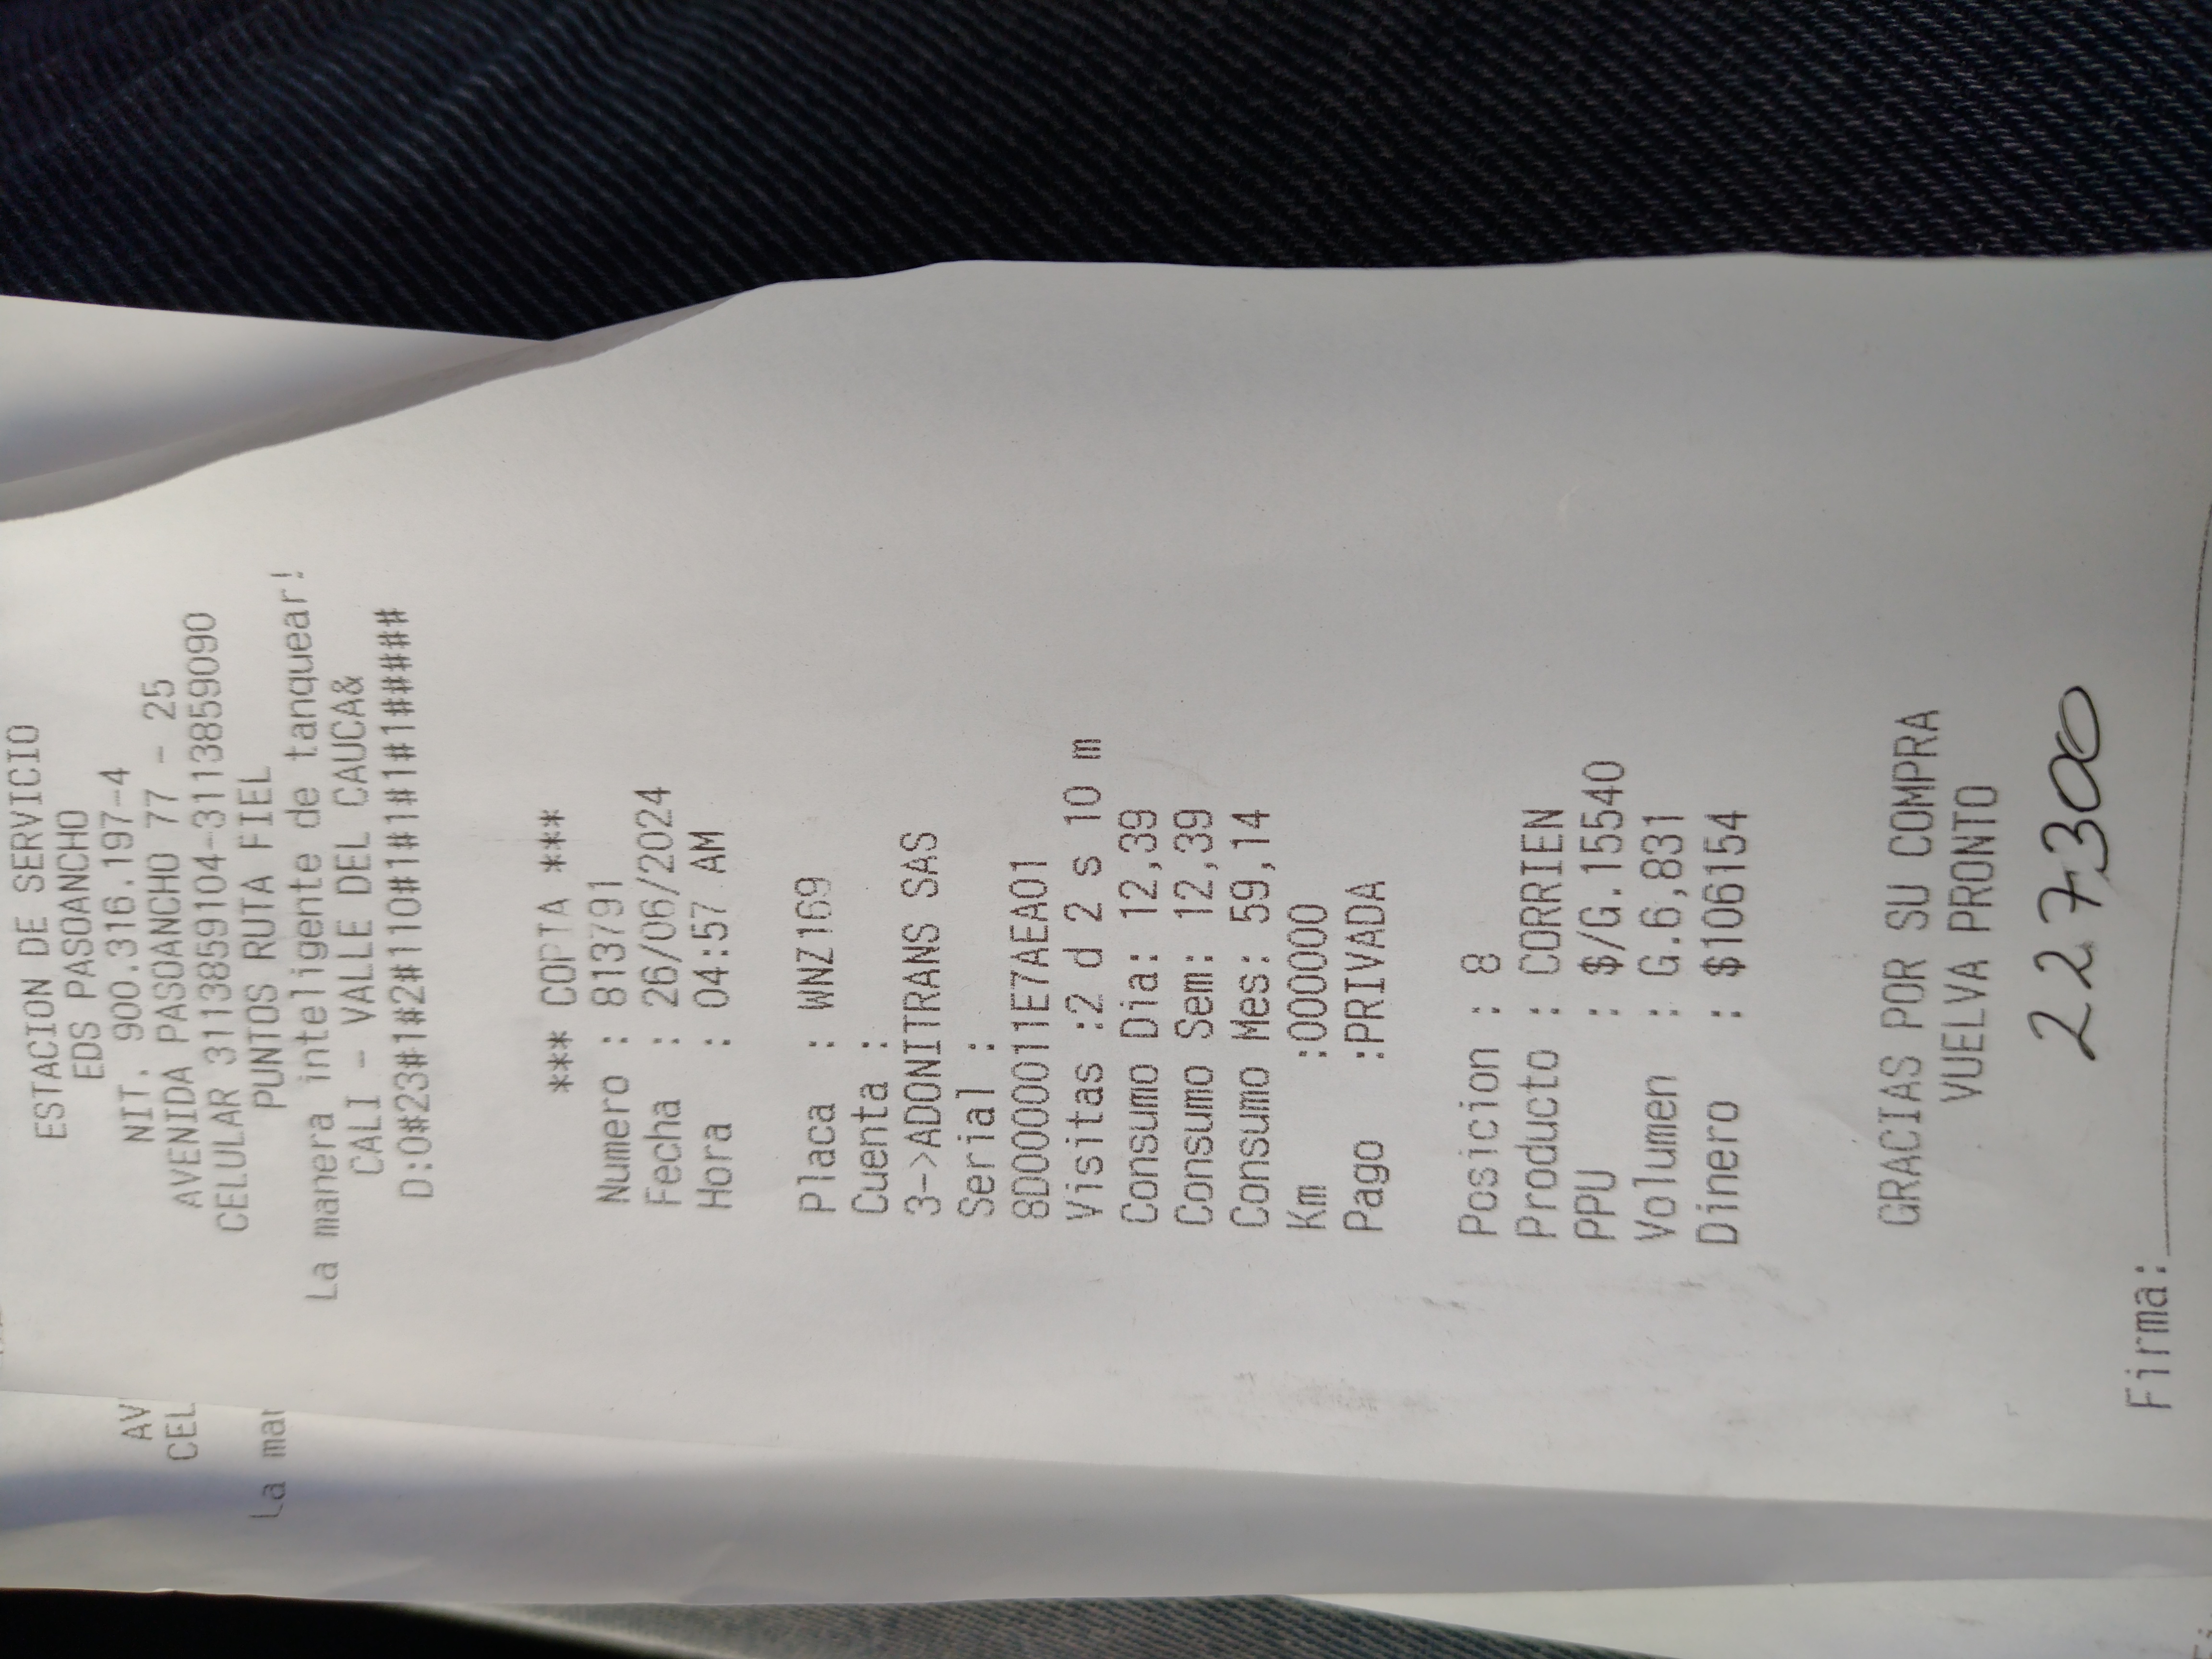 ESTACION DE SERVICIO
EDS PASOANCHO
NIT. 900.316.197-4
AVENIDA PASOANCHO 77 - 25
CELULAR 3113859104-3113859090
PUNTOS RUTA FIEL
La manera inteligente de tanquear!
CALI - VALLE DEL CAUCA&
D:0#23#1#2#110#1#1#1#1#####
*** COPIA ***
Numero : 813791
Fecha : 26/06/2024
Hora : 04:57 AM
Placa : WNZ169
Cuenta :
3->ADONITRANS SAS
Serial :
8D000011E7AEA01
Visitas :2 d 2 s 10 m
Consumo Dia: 12,39
Consumo Sem: 12,39
Consumo Mes: 59,14
Km :000000
Pago :PRIVADA
Posicion : 8
Producto : CORRIEN
PPU : $/G.15540
Volumen : G.6,831
Dinero : $106154
GRACIAS POR SU COMPRA
VUELVA PRONTO
227300
Firma:
AV
CEL
La mar